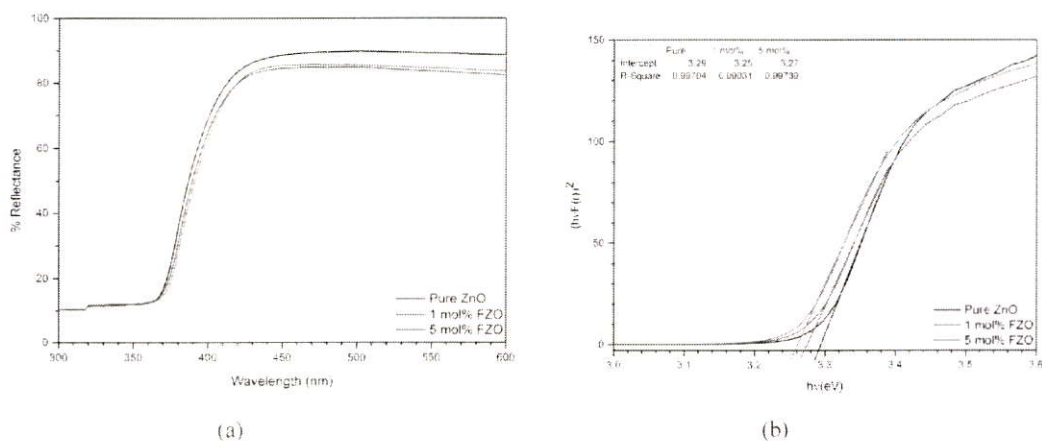 100
80
60
40
20
0
% Reflectance
Pure ZnO
1 mol% FZO
5 mol% FZO
300 350 400 450 500 550 600
Wavelength (nm)
(a)
150
100
50
0
(hνF(r))²
Pure 1 mol% 5 mol%
Intercept 3.29 3.25 3.27
R-Square 0.99704 0.99031 0.99739
Pure ZnO
1 mol% FZO
5 mol% FZO
3.0 3.1 3.2 3.3 3.4 3.5 3.6
hν(eV)
(b)